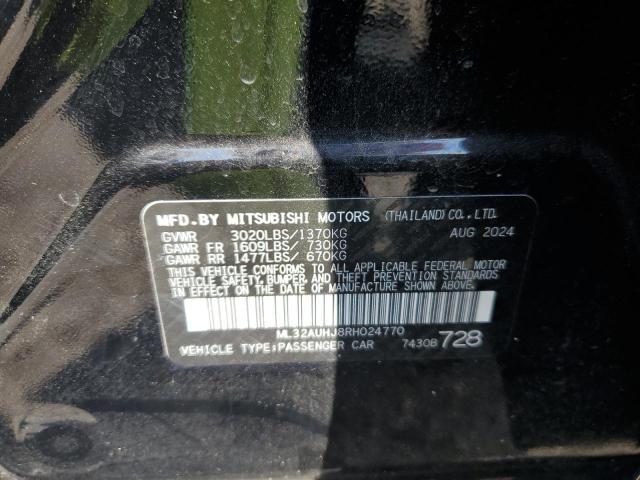 MFD.BY MITSUBISHI MOTORS (THAILAND)CO.,LTD.
GVWR 3020LBS/1370KG AUG 2024
GAWR FR 1609LBS/ 730KG
GAWR RR 1477LBS/ 670KG
THIS VEHICLE CONFORMS TO ALL APPLICABLE FEDERAL MOTOR
VEHICLE SAFETY,BUMPER,AND THEFT PREVENTION STANDARDS
IN EFFECT ON THE DATE OF MANUFACTURE SHOWN ABOVE.
ML32AUHJ8RH024770
VEHICLE TYPE:PASSENGER CAR 7430B 728